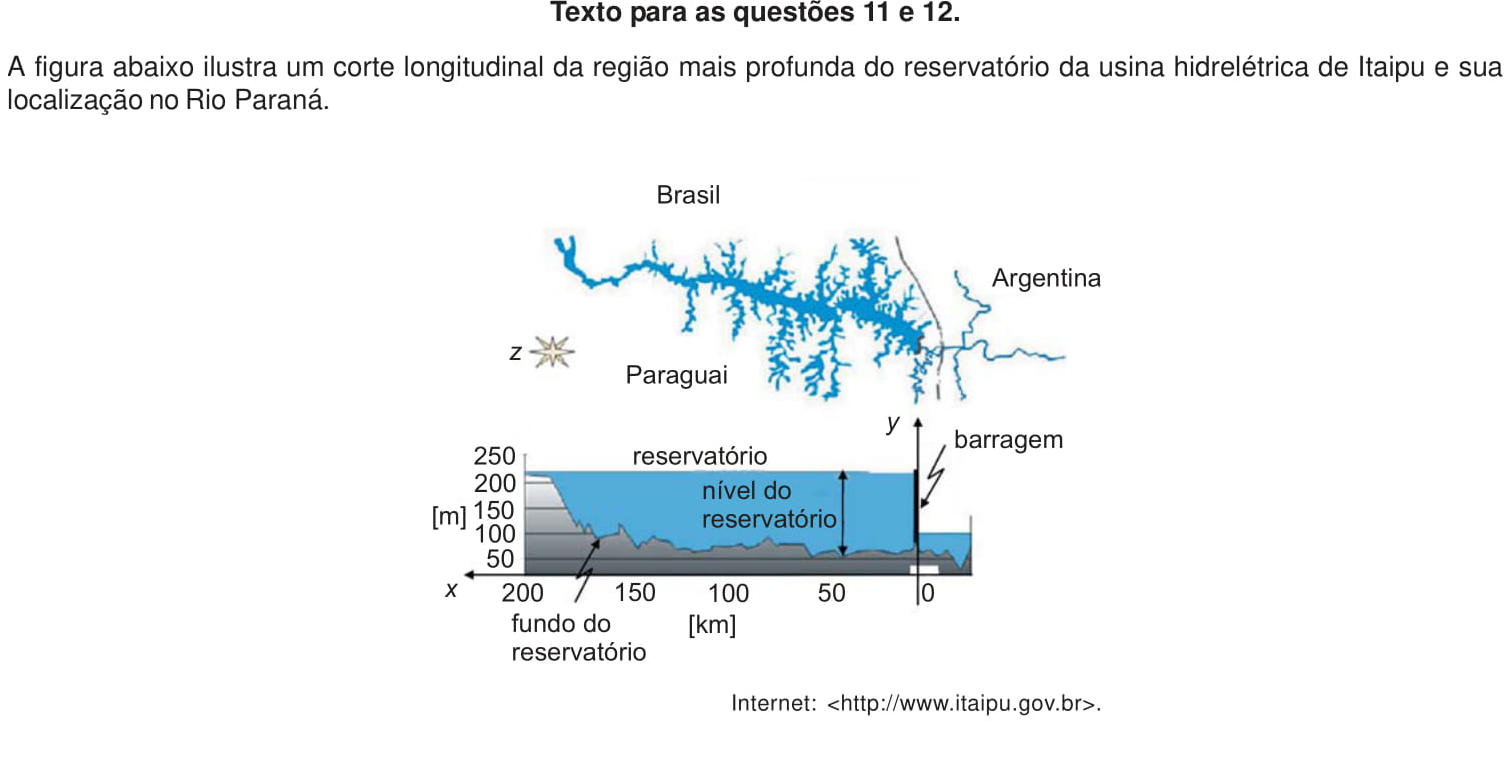 Texto para as questões 11 e 12.
A figura abaixo ilustra um corte longitudinal da região mais profunda do reservatório da usina hidrelétrica de Itaipu e sua
localização no Rio Paraná.
Brasil
Argentina
z
Paraguai
y
barragem
250
reservatório
200
nível do
[m]
150
reservatório
100
50
x
200
150
100
50
0
fundo do
[km]
reservatório
Internet: <http://www.itaipu.gov.br>.